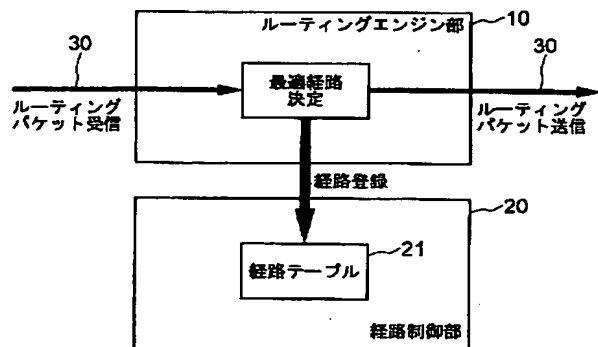 ルーティングエンジン部
10
30
30
最適経路
決定
ルーティング
パケット受信
ルーティング
パケット送信
経路登録
20
21
経路テーブル
経路制御部